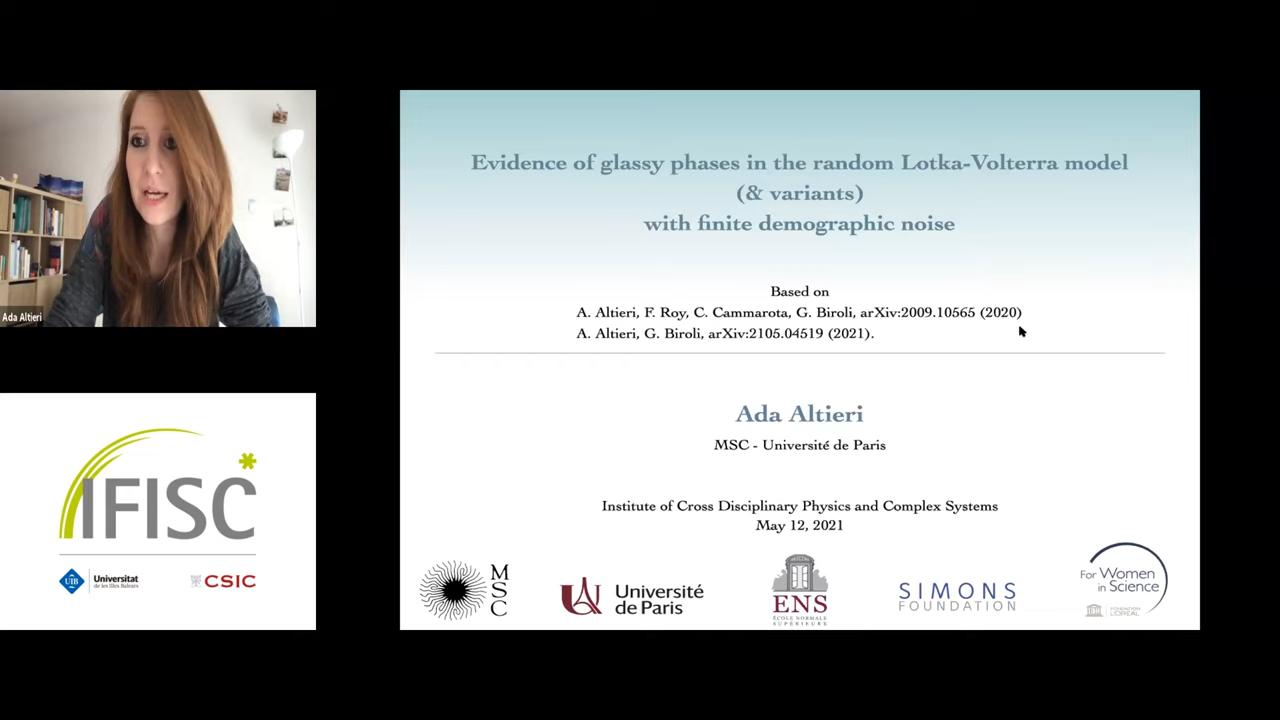 Ada Altieri
IFISC
UIB
Universitat
de les Illes Balears
CSIC
Evidence of glassy phases in the random Lotka-Volterra model
(& variants)
with finite demographic noise
Based on
A. Altieri, F. Roy, C. Cammarota, G. Biroli, arXiv:2009.10565 (2020)
A. Altieri, G. Biroli, arXiv:2105.04519 (2021).
Ada Altieri
MSC - Université de Paris
Institute of Cross Disciplinary Physics and Complex Systems
May 12, 2021
M
S
C
Université
de Paris
ENS
ÉCOLE NORMALE
SUPÉRIEURE
SIMONS
FOUNDATION
For Women
in Science
FONDATION
L'ORÉAL